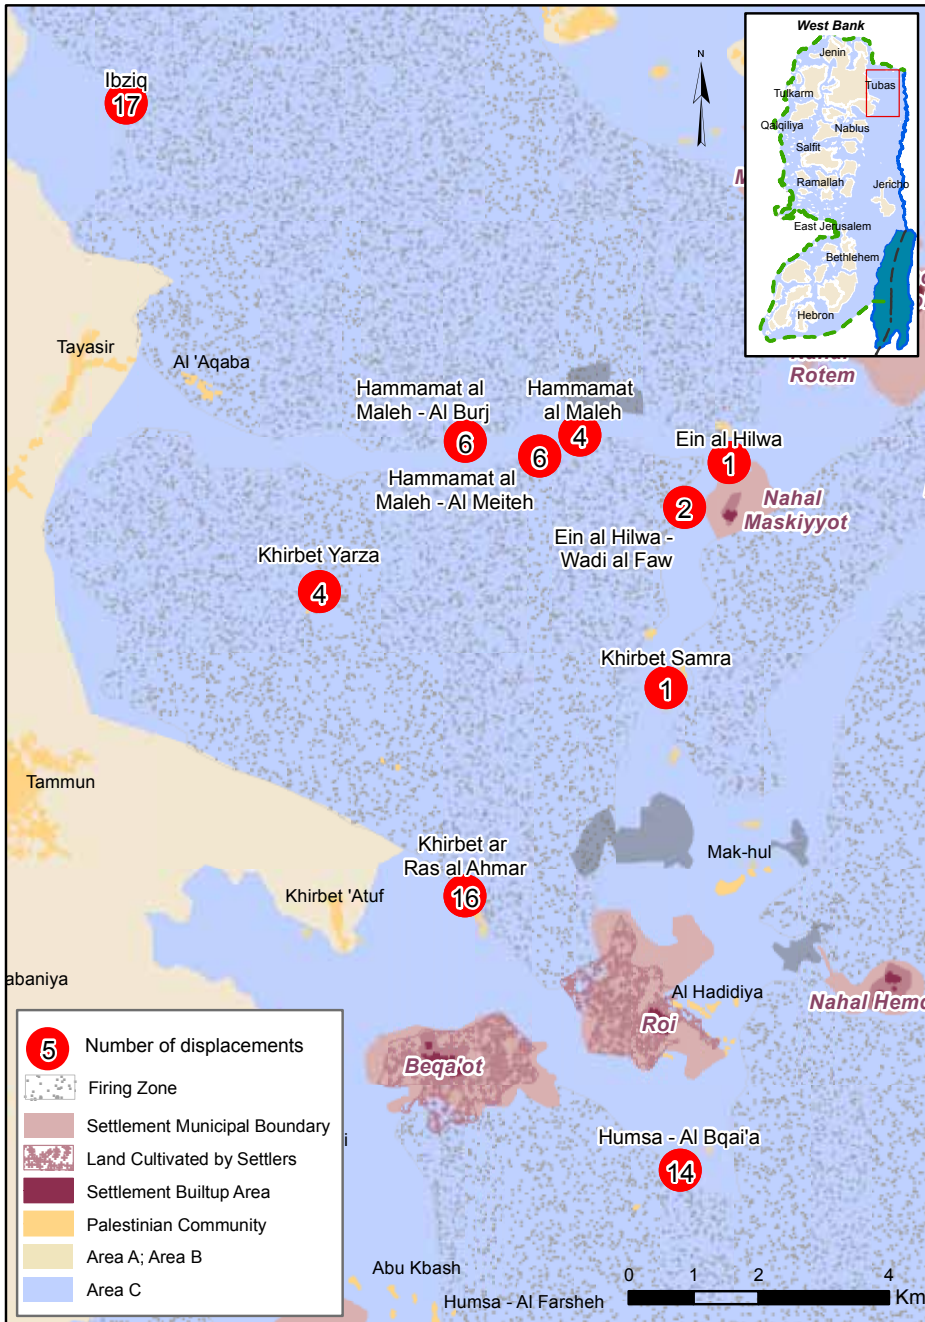 West Bank
Jenin
Tubas
Tulkarm
Qalqiliya
Nablus
Salfit
Ramallah
Jericho
East Jerusalem
Bethlehem
Hebron
N
Ibziq
17
Tayasir
Al 'Aqaba
Rotem
Hammamat al
Maleh - Al Burj
6
Hammamat
al Maleh
4
Hammamat al
Maleh - Al Meiteh
6
Ein al Hilwa
1
Nahal
Maskiyyot
Ein al Hilwa -
Wadi al Faw
2
Khirbet Yarza
4
Khirbet Samra
1
Tammun
Khirbet ar
Ras al Ahmar
16
Mak-hul
Khirbet 'Atuf
abaniya
Al Hadidiya
Nahal Hemd
Roi
Beqa'ot
Humsa - Al Bqai'a
14
5 Number of displacements
Firing Zone
Settlement Municipal Boundary
Land Cultivated by Settlers
Settlement Builtup Area
Palestinian Community
Area A; Area B
Area C
Abu Kbash
Humsa - Al Farsheh
0 1 2 4
Km